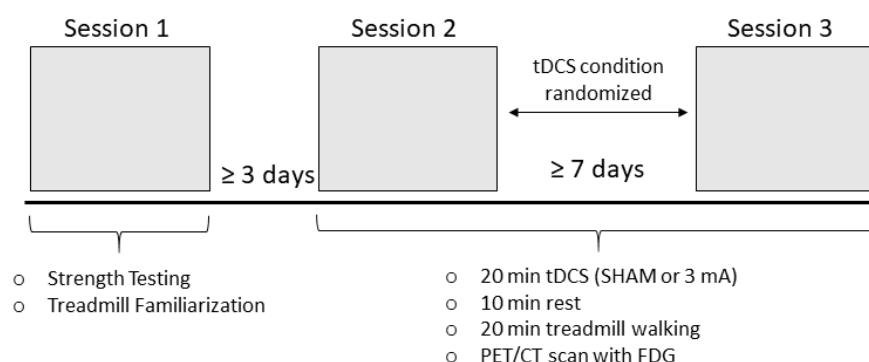 Session 1
Session 2
Session 3
tDCS condition
randomized
≥ 3 days
≥ 7 days
o Strength Testing
o Treadmill Familiarization
o 20 min tDCS (SHAM or 3 mA)
o 10 min rest
o 20 min treadmill walking
o PET/CT scan with FDG